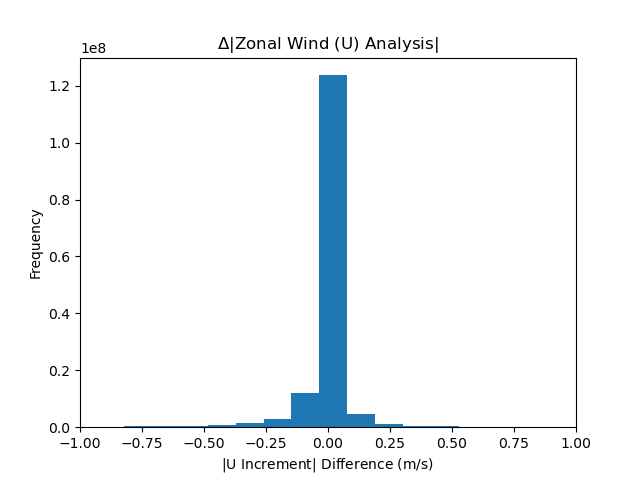 Δ|Zonal Wind (U) Analysis|
1e8
1.2
1.0
0.8
0.6
0.4
0.2
0.0
Frequency
−1.00 −0.75 −0.50 −0.25 0.00 0.25 0.50 0.75 1.00
|U Increment| Difference (m/s)